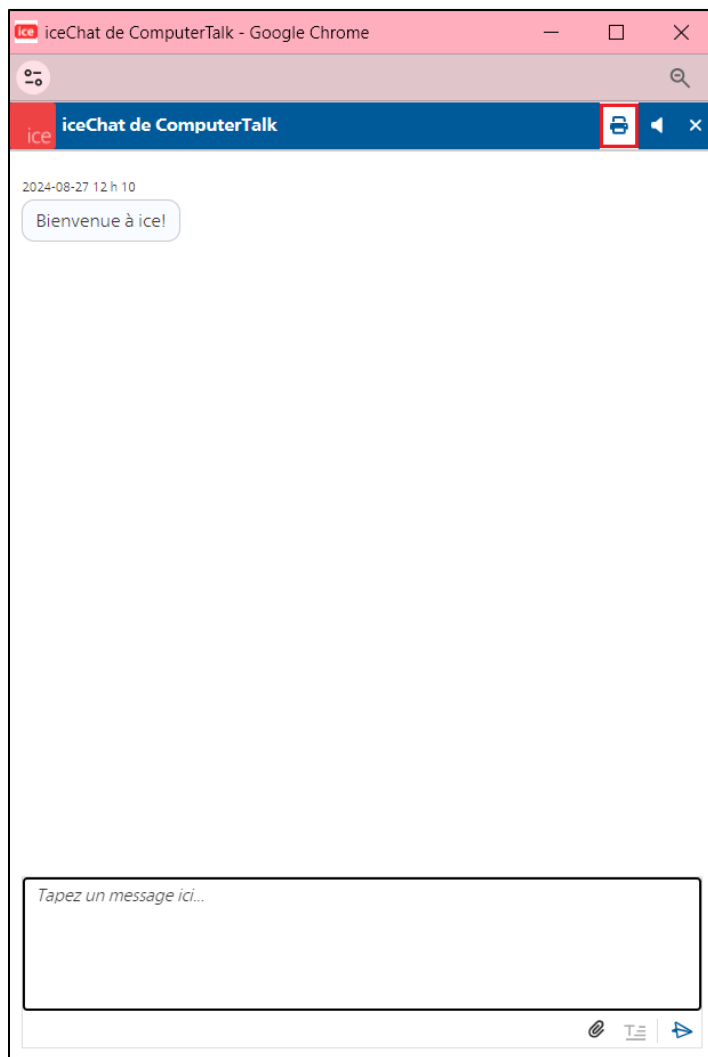 ice iceChat de ComputerTalk - Google Chrome
ice iceChat de ComputerTalk
2024-08-27 12 h 10
Bienvenue à ice!
Tapez un message ici...